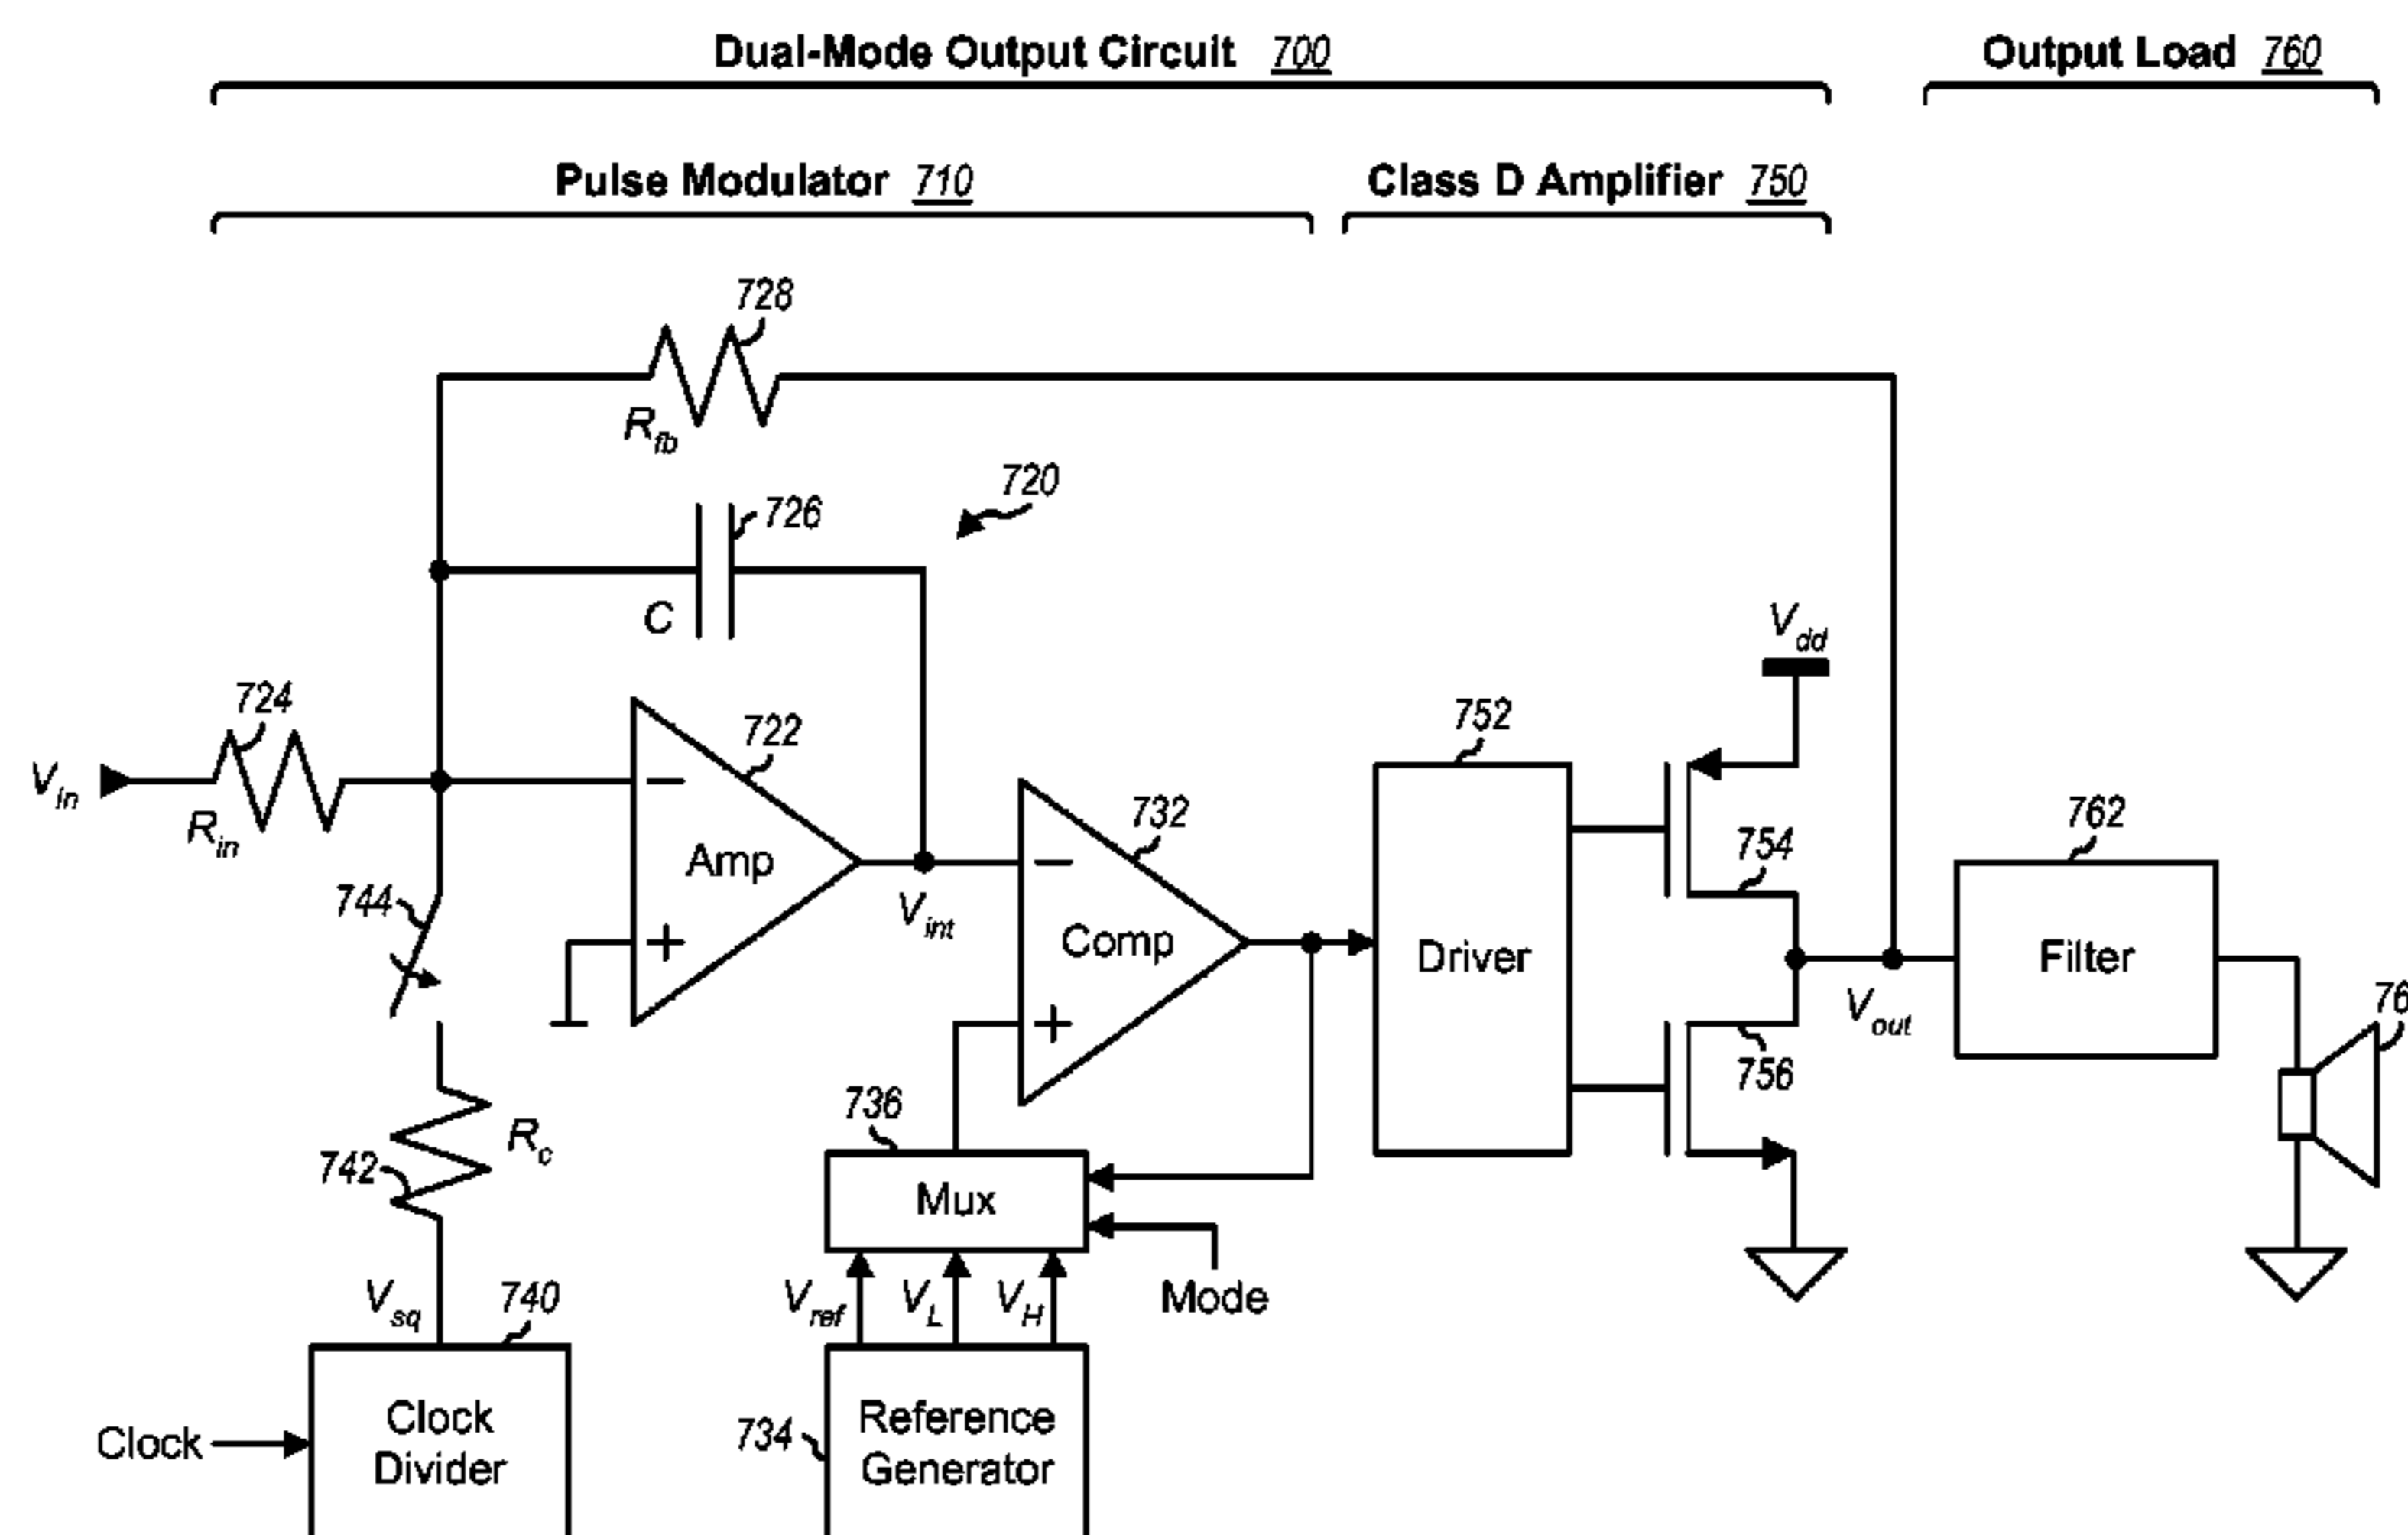 Dual-Mode Output Circuit 700
Output Load 760
Pulse Modulator 710
Class D Amplifier 750
728
Rfb
720
726
C
Vdd
724
722
752
Vin
Rin
Amp
732
762
754
744
Vint
Comp
Driver
Filter
Vout
76
736
756
Rc
742
Mux
Vsq
740
Vref
VL
VH
Mode
Clock
Clock
Divider
734
Reference
Generator